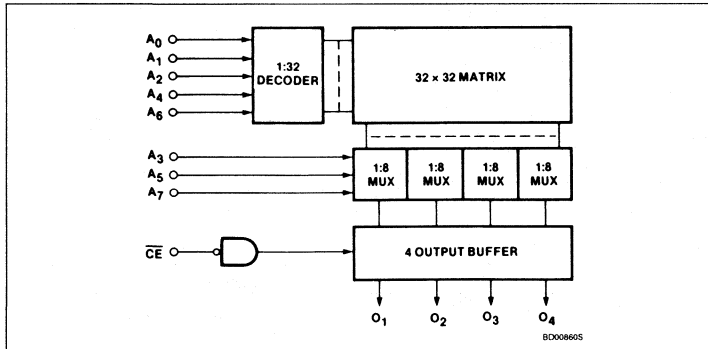 A0
A1
A2
A4
A6
1:32
DECODER
32 × 32 MATRIX
A3
A5
A7
1:8
MUX
1:8
MUX
1:8
MUX
1:8
MUX
CE
4 OUTPUT BUFFER
O1
O2
O3
O4
BD00860S